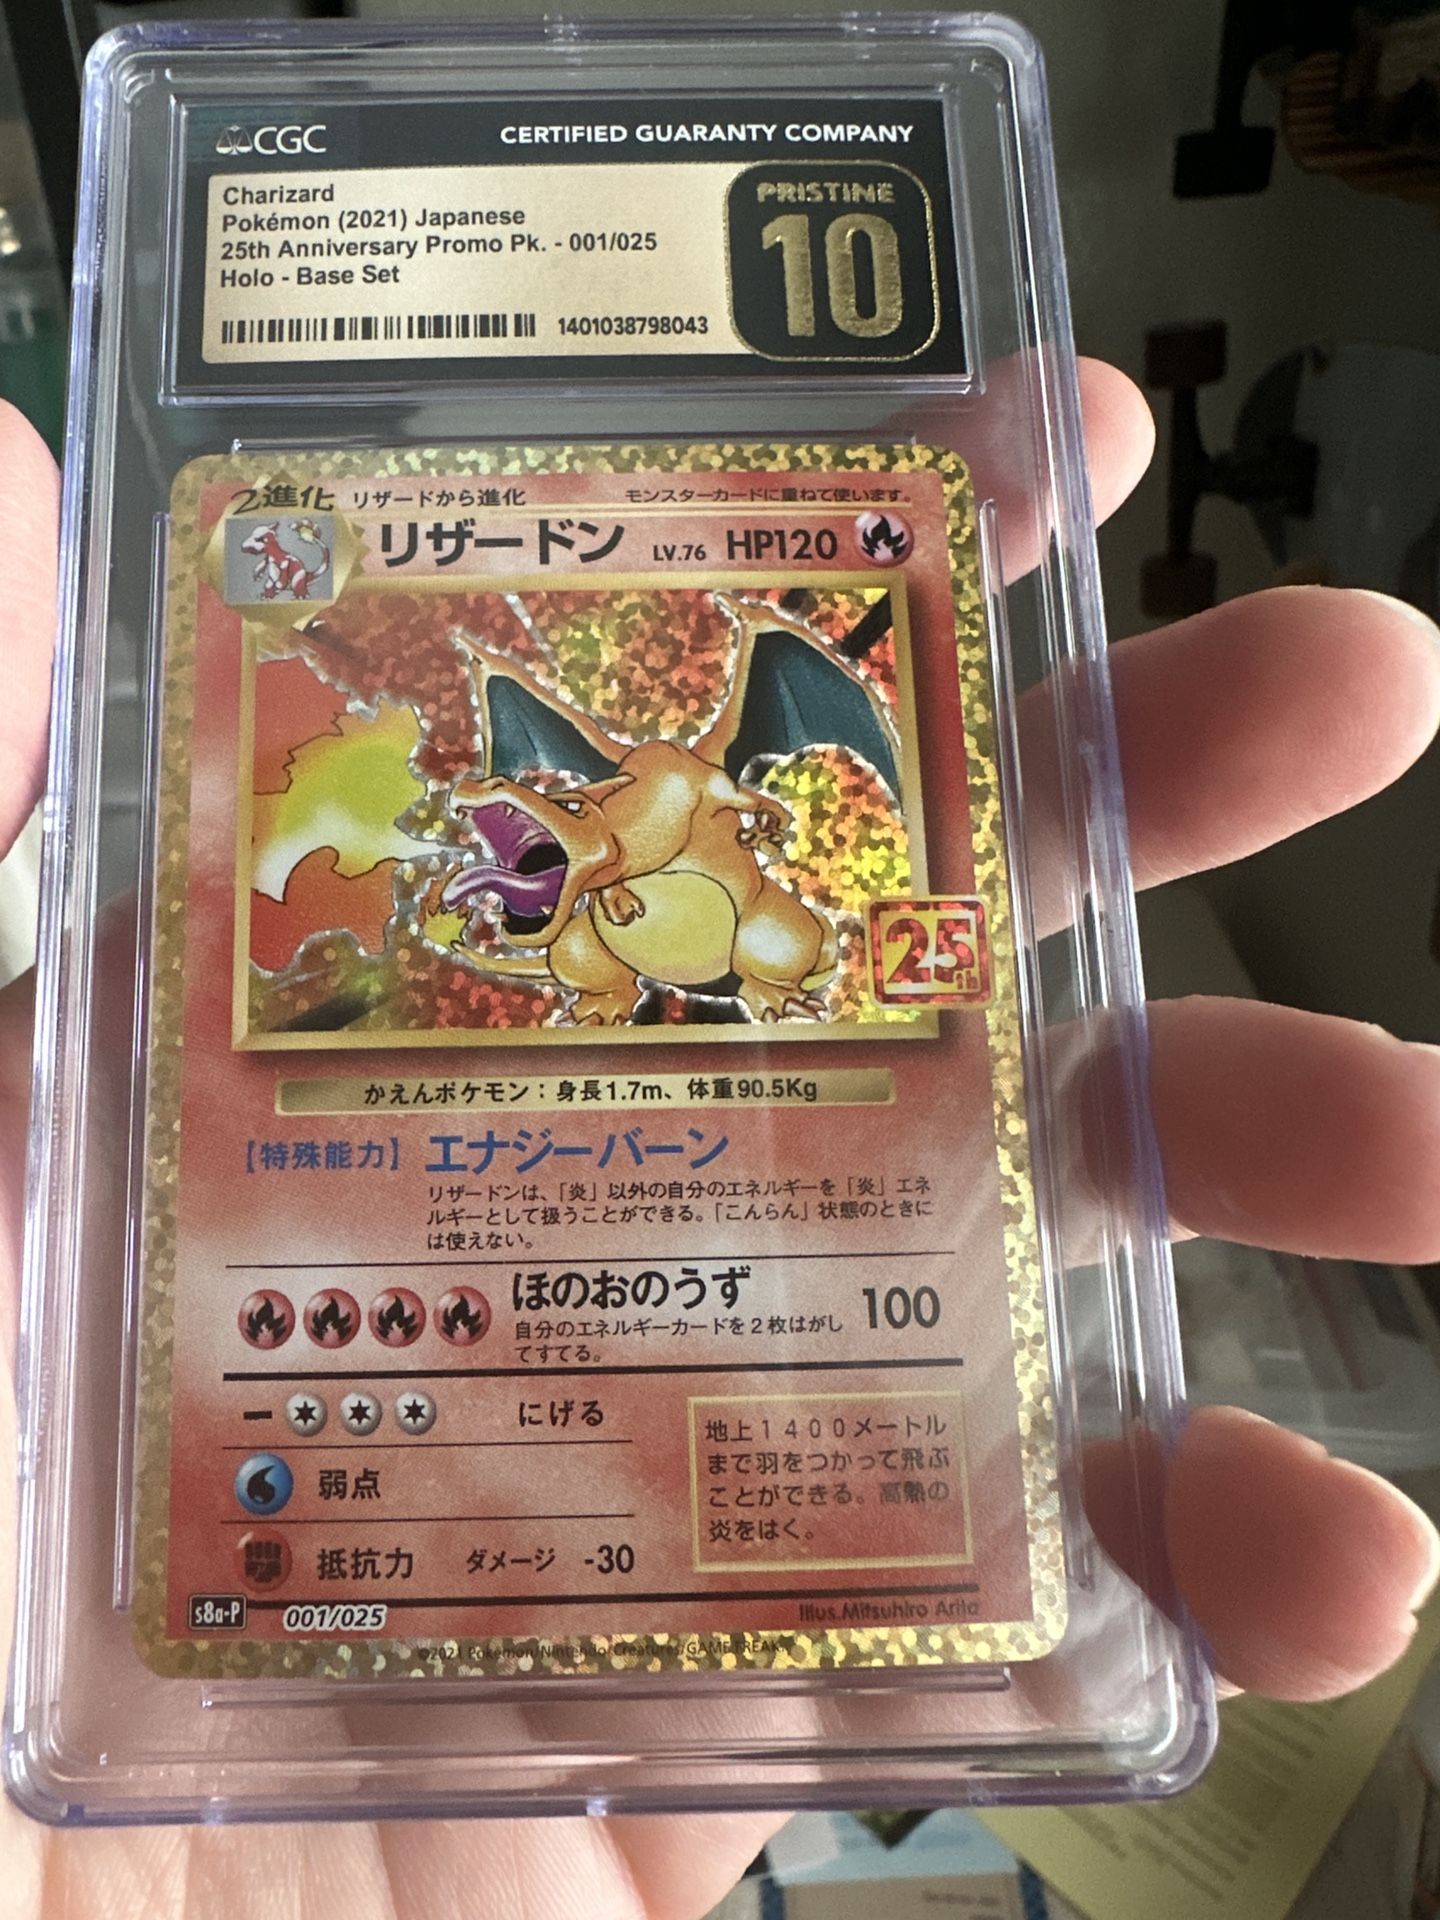 CGC
CERTIFIED GUARANTY COMPANY
Charizard
Pokémon (2021) Japanese
25th Anniversary Promo Pk. - 001/025
Holo - Base Set
1401038798043
PRISTINE
10
2進化 リザードから進化
モンスターカードに重ねて使います。
リザードン LV.76 HP120
25th
かえんポケモン：身長1.7m、体重90.5Kg
【特殊能力】 エナジーバーン
リザードンは、「炎」以外の自分のエネルギーを「炎」エネ
ルギーとして扱うことができる。「こんらん」状態のときに
は使えない。
ほのおのうず 100
自分のエネルギーカードを２枚はがし
てすてる。
にげる
弱点
抵抗力 ダメージ -30
地上１４００メートル
まで羽をつかって飛ぶ
ことができる。高熱の
炎をはく。
s8a-P 001/025
Illus.Mitsuhiro Arita
©2021 Pokémon/Nintendo/Creatures/GAME FREAK.